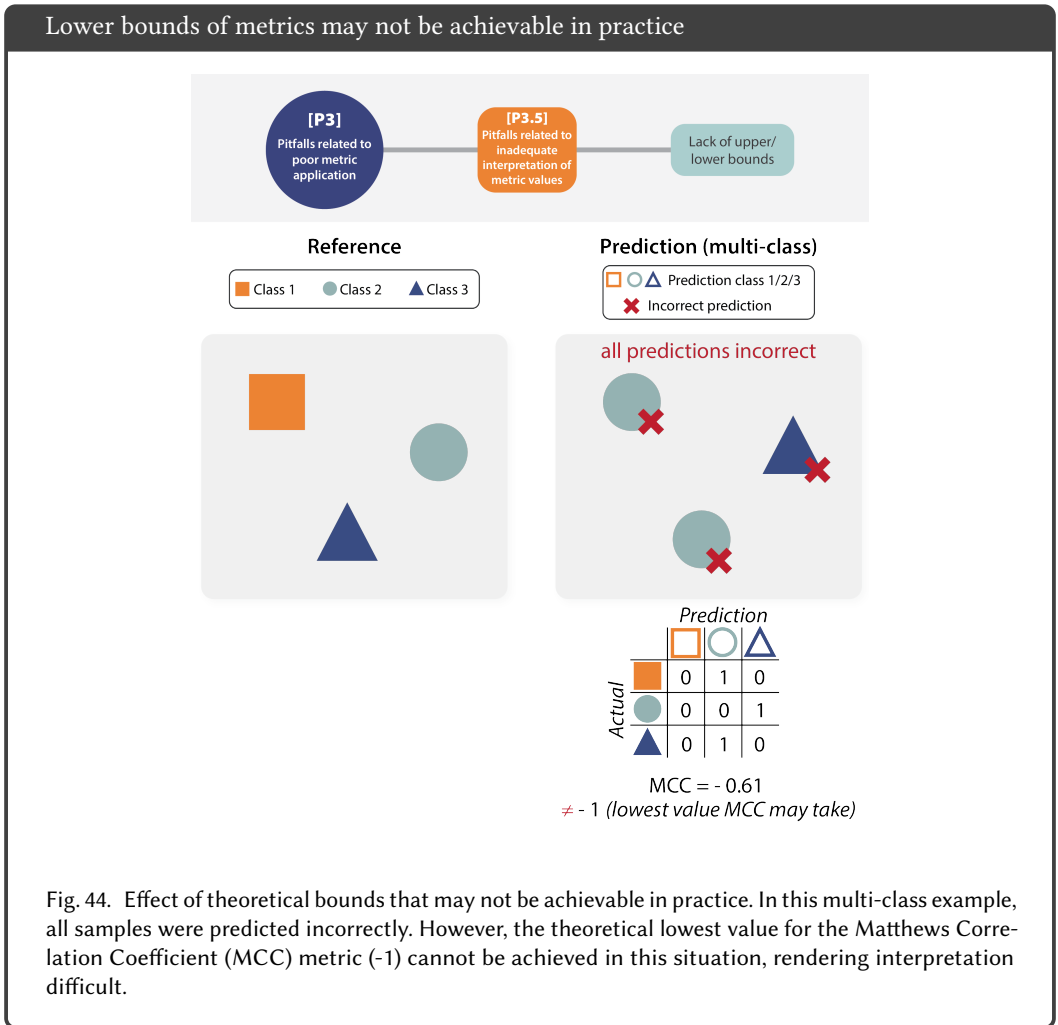 Lower bounds of metrics may not be achievable in practice
[P3]
Pitfalls related to
poor metric
application
[P3.5]
Pitfalls related to
inadequate
interpretation of
metric values
Lack of upper/
lower bounds
Reference
Class 1 Class 2 Class 3
Prediction (multi-class)
Prediction class 1/2/3
Incorrect prediction
all predictions incorrect
Prediction
Actual
0 1 0
0 0 1
0 1 0
MCC = - 0.61
≠ - 1 (lowest value MCC may take)
Fig. 44. Effect of theoretical bounds that may not be achievable in practice. In this multi-class example,
all samples were predicted incorrectly. However, the theoretical lowest value for the Matthews Corre-
lation Coefficient (MCC) metric (-1) cannot be achieved in this situation, rendering interpretation
difficult.